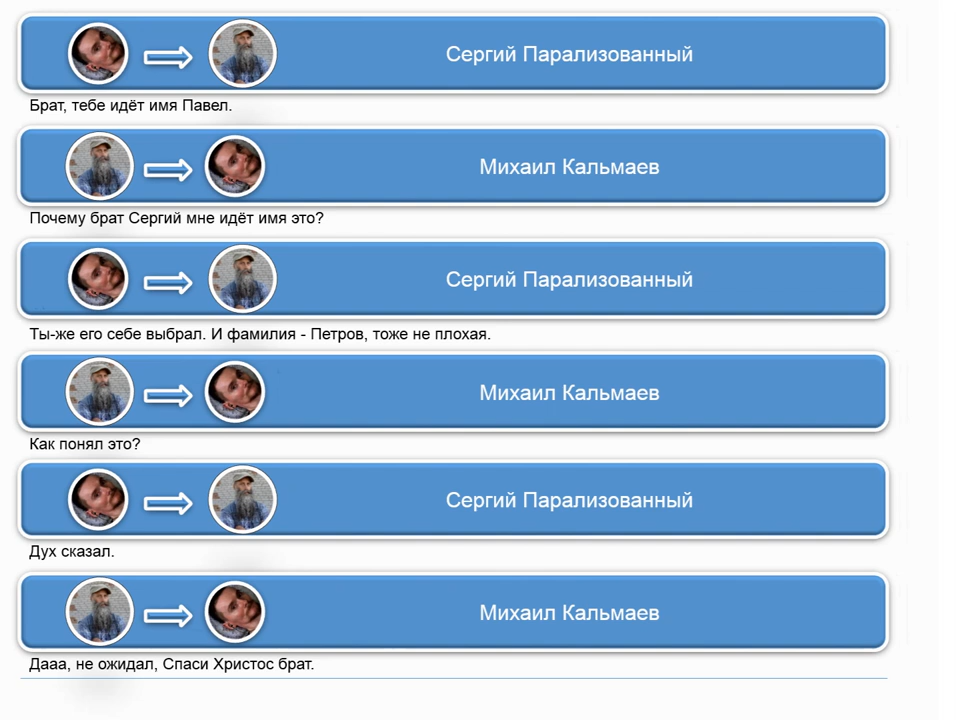 Сергий Парализованный
Брат, тебе идёт имя Павел.
Михаил Кальмаев
Почему брат Сергий мне идёт имя это?
Сергий Парализованный
Ты-же его себе выбрал. И фамилия - Петров, тоже не плохая.
Михаил Кальмаев
Как понял это?
Сергий Парализованный
Дух сказал.
Михаил Кальмаев
Дааа, не ожидал, Спаси Христос брат.